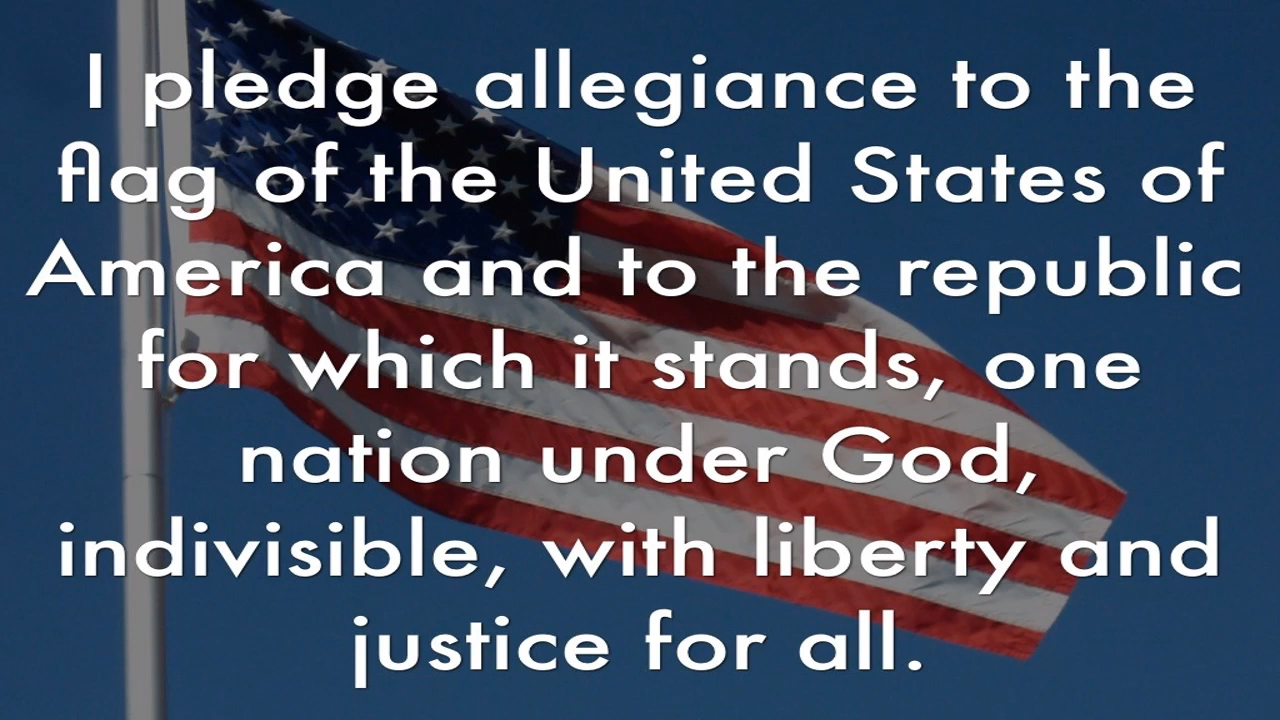 I pledge allegiance to the
flag of the United States of
America and to the republic
for which it stands, one
nation under God,
indivisible, with liberty and
justice for all.